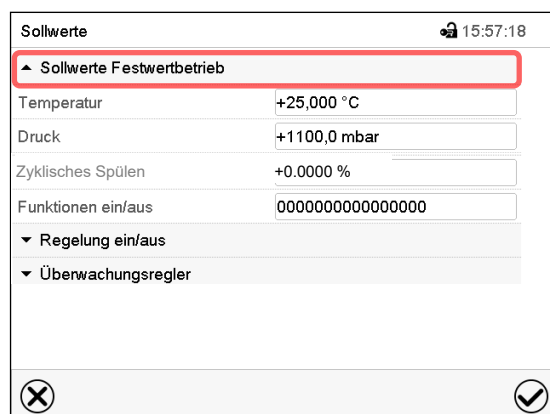 Sollwerte 15:57:18
Sollwerte Festwertbetrieb
Temperatur +25,000 °C
Druck +1100,0 mbar
Zyklisches Spülen +0.0000 %
Funktionen ein/aus 0000000000000000
Regelung ein/aus
Überwachungsregler